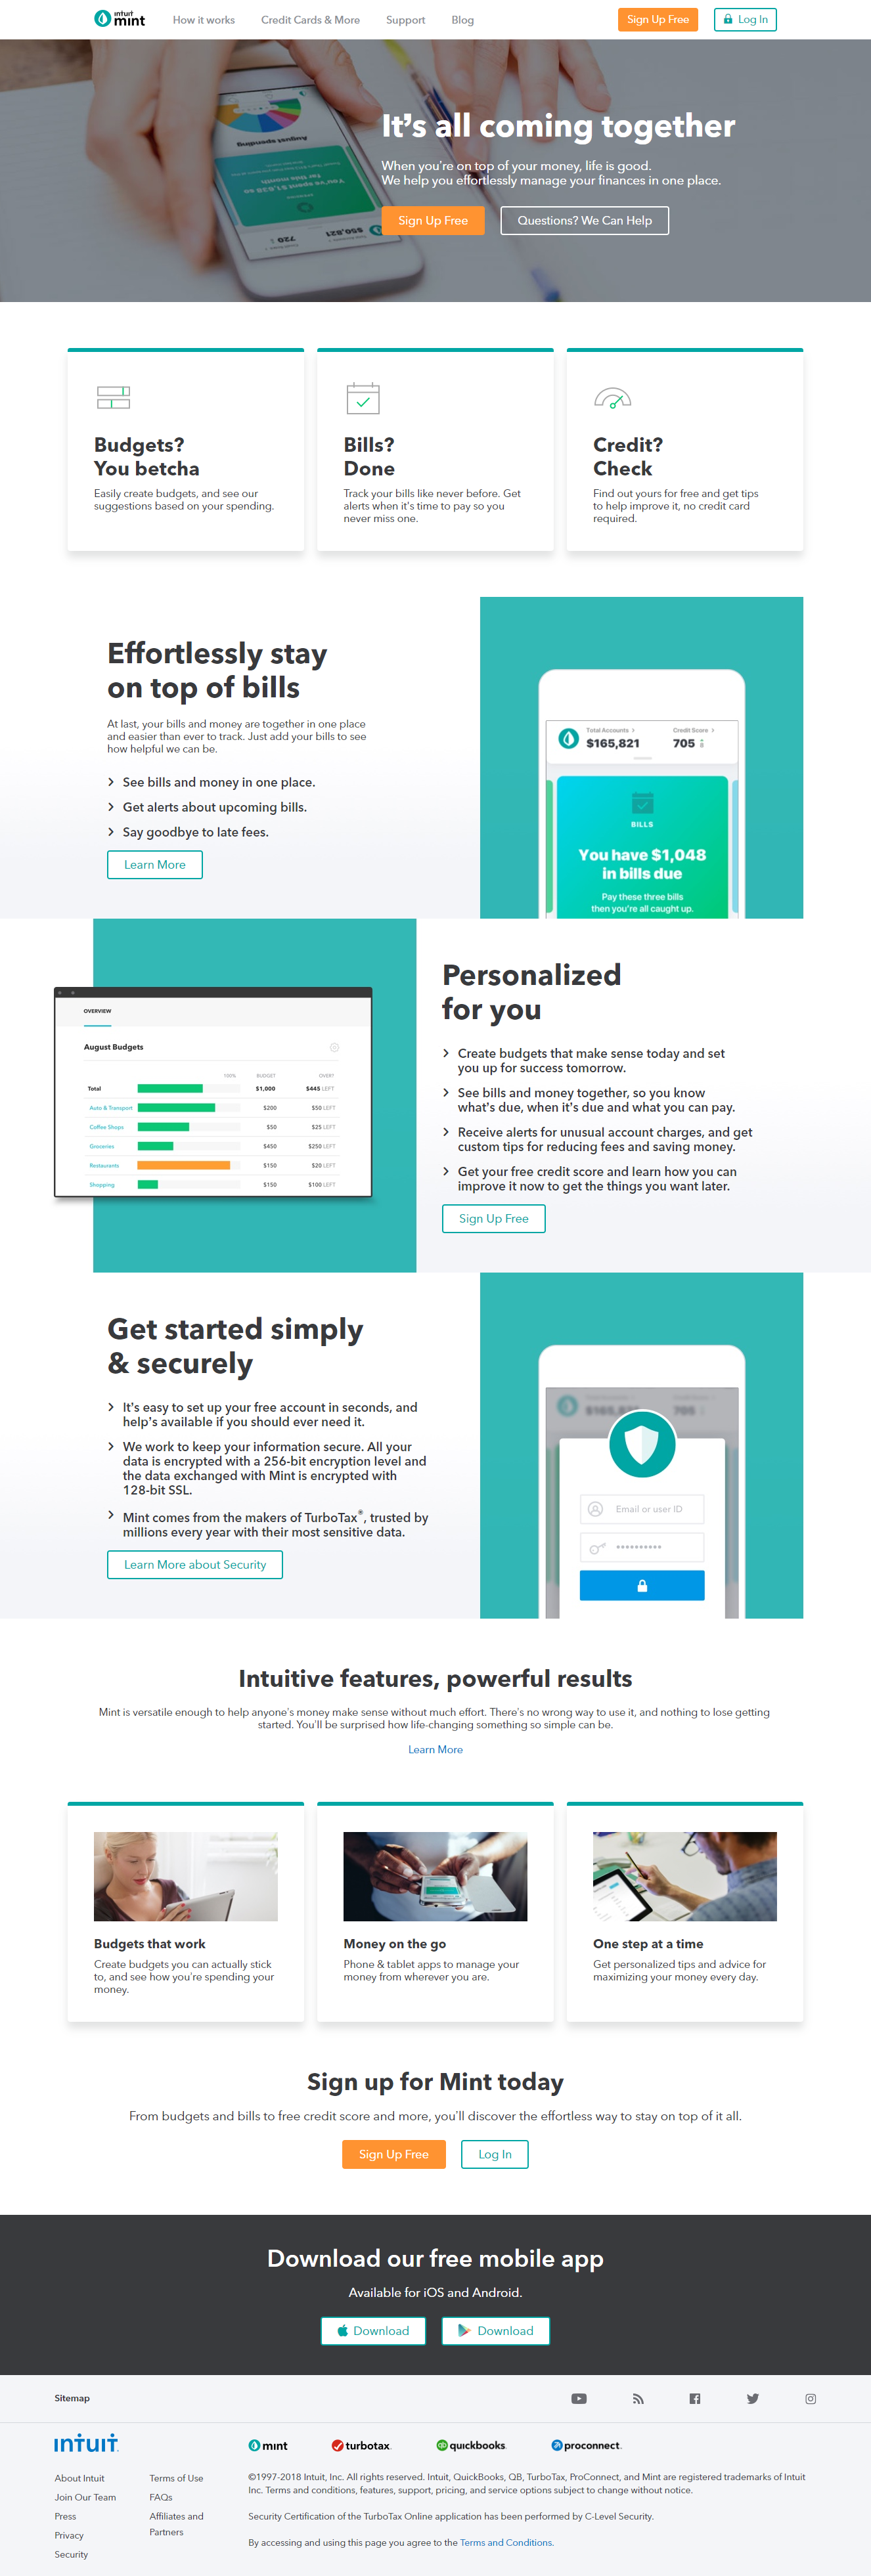 intuit
mint
How it works
Credit Cards & More
Support
Blog
Sign Up Free
Log In
It's all coming together
When you're on top of your money, life is good.
We help you effortlessly manage your finances in one place.
Sign Up Free
Questions? We Can Help
Budgets?
You betcha
Easily create budgets, and see our
suggestions based on your spending.
Bills?
Done
Track your bills like never before. Get
alerts when it's time to pay so you
never miss one.
Credit?
Check
Find out yours for free and get tips
to help improve it, no credit card
required.
Effortlessly stay
on top of bills
At last, your bills and money are together in one place
and easier than ever to track. Just add your bills to see
how helpful we can be.
See bills and money in one place.
Get alerts about upcoming bills.
Say goodbye to late fees.
Learn More
Total Accounts
$165,821
Credit Score
705
BILLS
You have $1,048
in bills due
Pay these three bills
then you're all caught up.
OVERVIEW
August Budgets
100% BUDGET OVER?
Total $1,000 $445 LEFT
Auto & Transport $200 $50 LEFT
Coffee Shops $50 $25 LEFT
Groceries $450 $250 LEFT
Restaurants $150 $20 LEFT
Shopping $150 $100 LEFT
Personalized
for you
Create budgets that make sense today and set
you up for success tomorrow.
See bills and money together, so you know
what's due, when it's due and what you can pay.
Receive alerts for unusual account charges, and get
custom tips for reducing fees and saving money.
Get your free credit score and learn how you can
improve it now to get the things you want later.
Sign Up Free
Get started simply
& securely
It's easy to set up your free account in seconds, and
help's available if you should ever need it.
We work to keep your information secure. All your
data is encrypted with a 256-bit encryption level and
the data exchanged with Mint is encrypted with
128-bit SSL.
Mint comes from the makers of TurboTax®, trusted by
millions every year with their most sensitive data.
Learn More about Security
$165,821
705
Email or user ID
Intuitive features, powerful results
Mint is versatile enough to help anyone's money make sense without much effort. There's no wrong way to use it, and nothing to lose getting
started. You'll be surprised how life-changing something so simple can be.
Learn More
Budgets that work
Create budgets you can actually stick
to, and see how you're spending your
money.
Money on the go
Phone & tablet apps to manage your
money from wherever you are.
One step at a time
Get personalized tips and advice for
maximizing your money every day.
Sign up for Mint today
From budgets and bills to free credit score and more, you'll discover the effortless way to stay on top of it all.
Sign Up Free
Log In
Download our free mobile app
Available for iOS and Android.
Download
Download
Sitemap
intuit
mint
turbotax
quickbooks
proconnect
About Intuit
Join Our Team
Press
Privacy
Security
Terms of Use
FAQs
Affiliates and
Partners
©1997-2018 Intuit, Inc. All rights reserved. Intuit, QuickBooks, QB, TurboTax, ProConnect, and Mint are registered trademarks of Intuit
Inc. Terms and conditions, features, support, pricing, and service options subject to change without notice.
Security Certification of the TurboTax Online application has been performed by C-Level Security.
By accessing and using this page you agree to the Terms and Conditions.